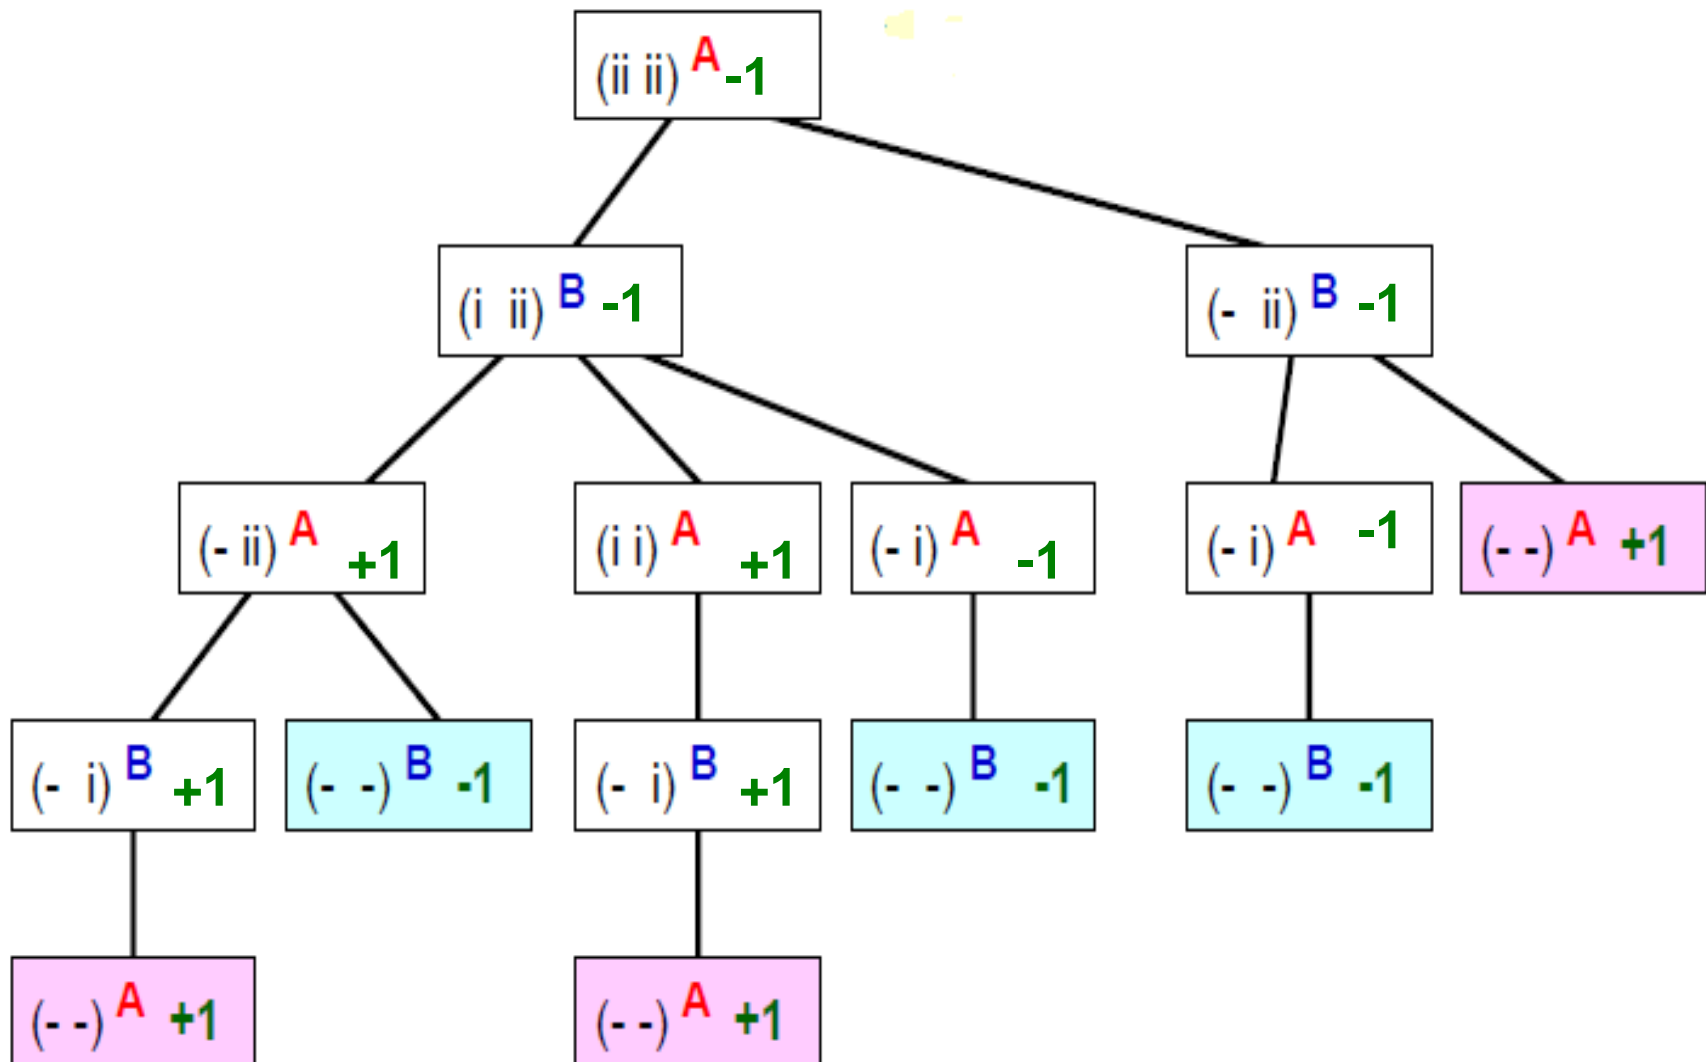 (ii ii) A -1
(i ii) B -1
(- ii) B -1
(- ii) A +1
(i i) A +1
(- i) A -1
(- i) A -1
(- -) A +1
(- i) B +1
(- -) B -1
(- i) B +1
(- -) B -1
(- -) B -1
(- -) A +1
(- -) A +1